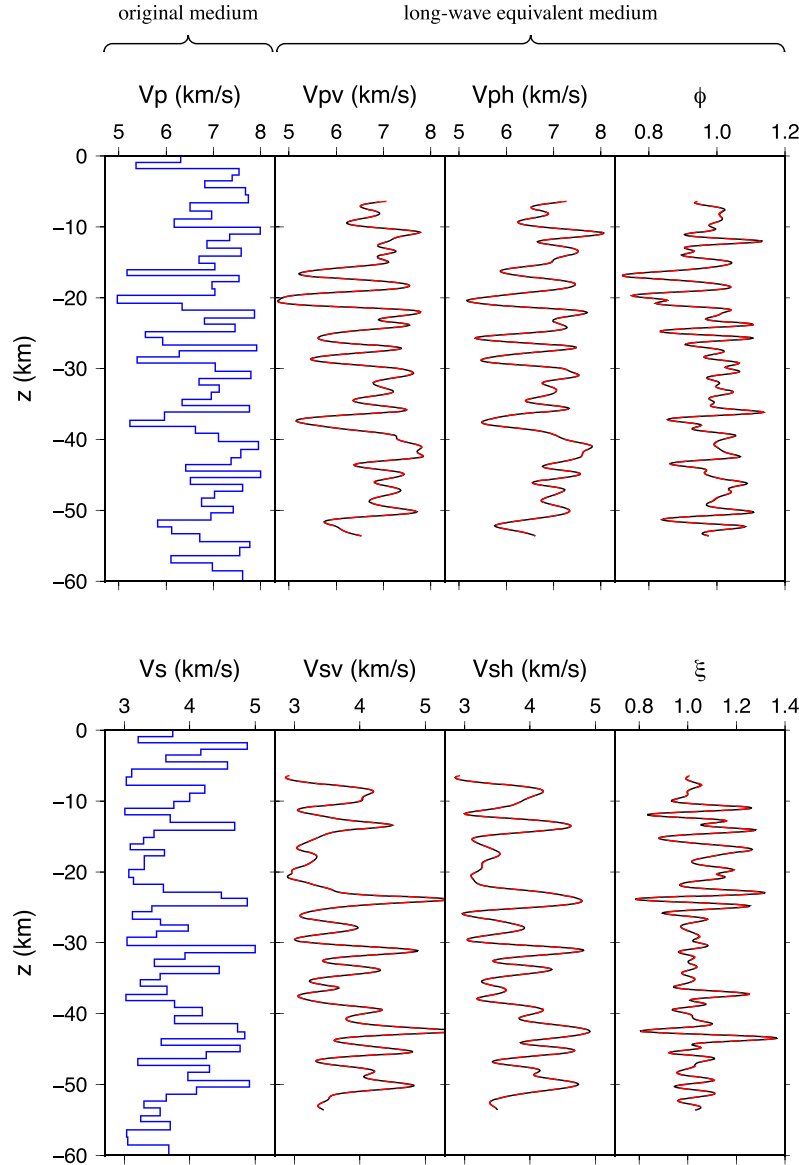 original medium long-wave equivalent medium
Vp (km/s) Vpv (km/s) Vph (km/s) ϕ
5 6 7 8 5 6 7 8 5 6 7 8 0.8 1.0 1.2
0
−10
−20
−30
−40
−50
−60
z (km)
Vs (km/s) Vsv (km/s) Vsh (km/s) ξ
3 4 5 3 4 5 3 4 5 0.8 1.0 1.2 1.4
0
−10
−20
−30
−40
−50
−60
z (km)